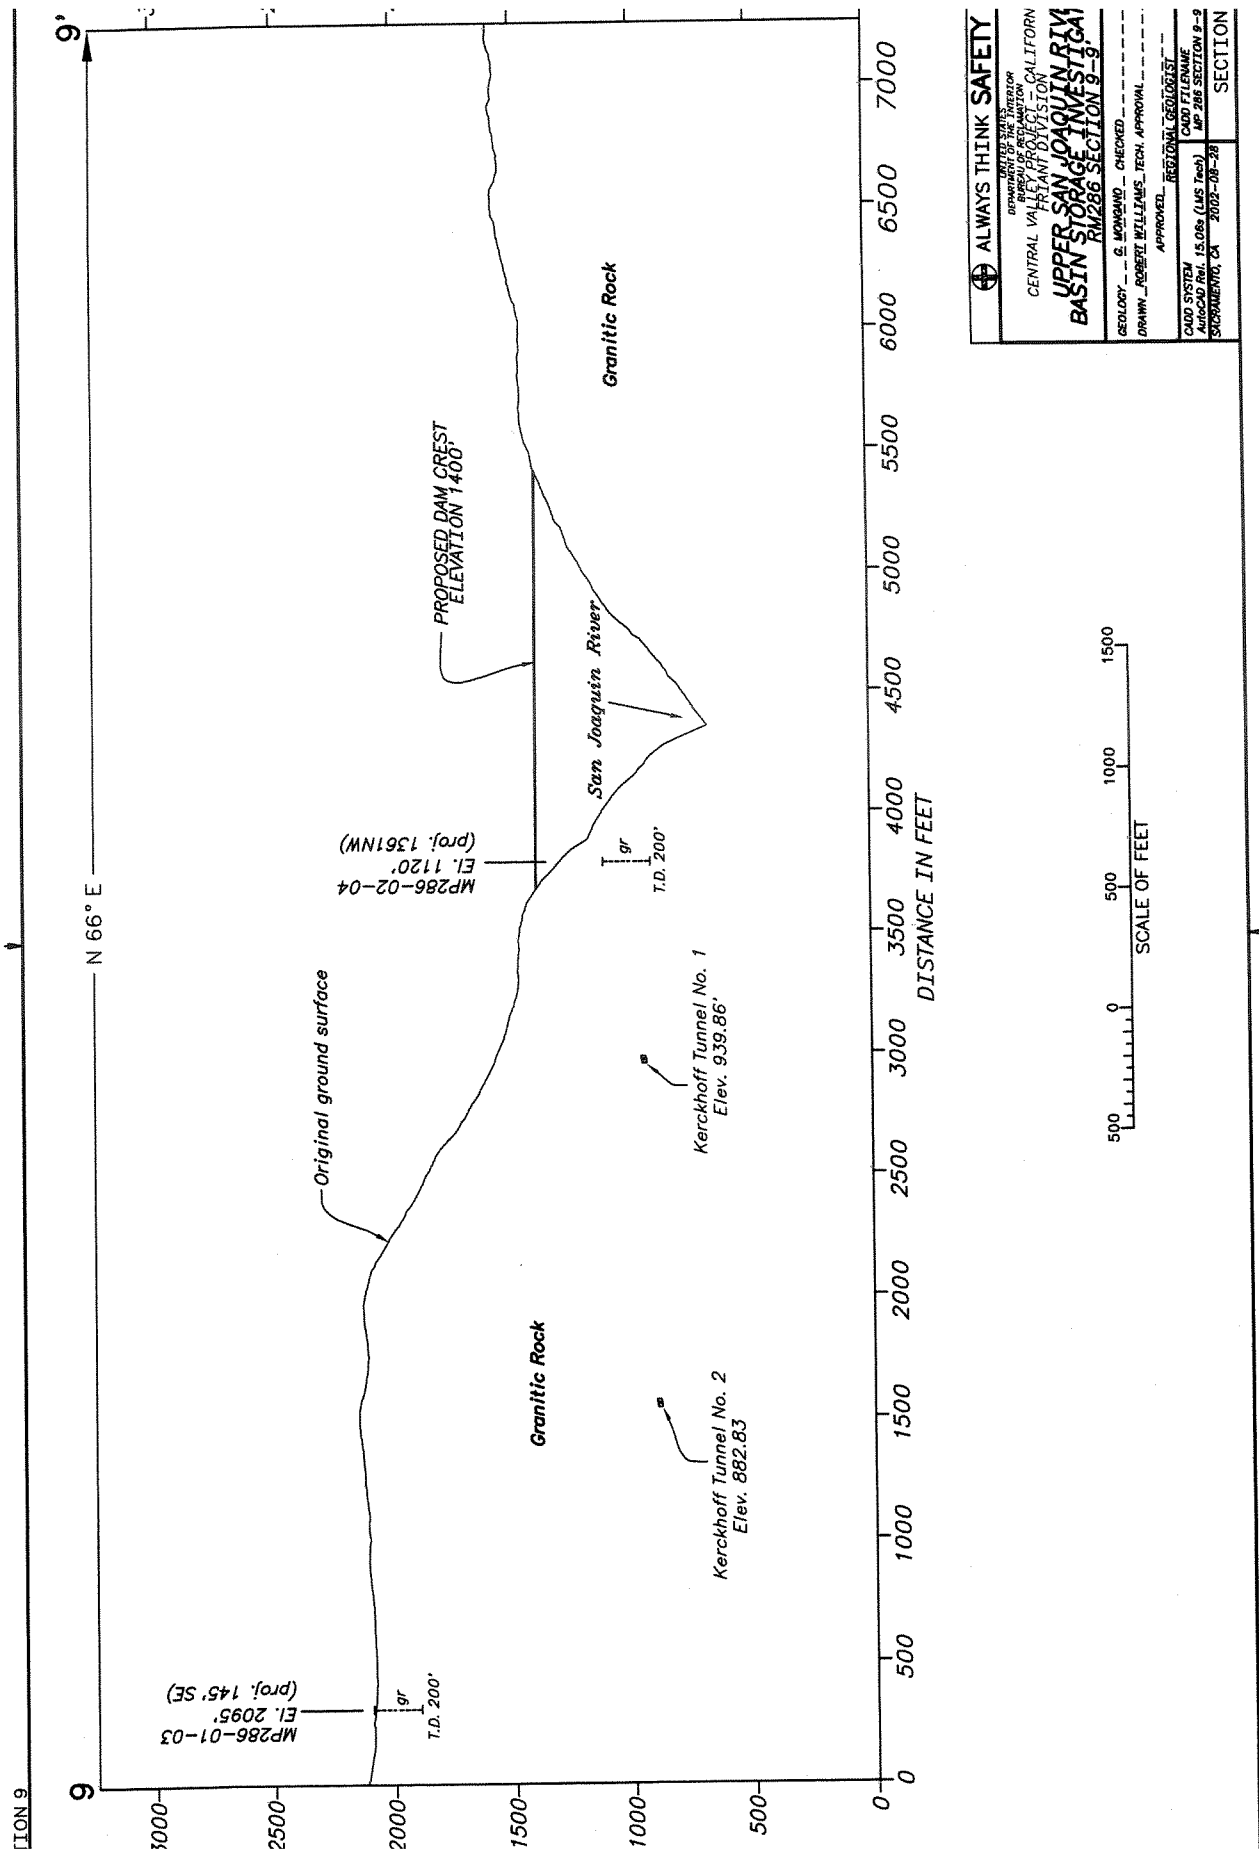 TION 9
9
9'
N 66° E
MP286-01-03
El. 2095'
(proj. 145' SE)
gr
T.D. 200'
Original ground surface
MP286-02-04
El. 1120'
(proj. 1361NW)
gr
T.D. 200'
PROPOSED DAM CREST
ELEVATION 1400'
San Joaquin River
Granitic Rock
Granitic Rock
Kerckhoff Tunnel No. 2
Elev. 882.83
Kerckhoff Tunnel No. 1
Elev. 939.86'
3000
2500
2000
1500
1000
500
0
0 500 1000 1500 2000 2500 3000 3500 4000 4500 5000 5500 6000 6500 7000
DISTANCE IN FEET
500 0 500 1000 1500
SCALE OF FEET
ALWAYS THINK SAFETY
UNITED STATES
DEPARTMENT OF THE INTERIOR
BUREAU OF RECLAMATION
CENTRAL VALLEY PROJECT - CALIFORN
FRIANT DIVISION
UPPER SAN JOAQUIN RIVE
BASIN STORAGE INVESTIGAT
RM286 SECTION 9-9'
GEOLOGY G. MONGANO CHECKED
DRAWN ROBERT WILLIAMS TECH. APPROVAL
APPROVED
REGIONAL GEOLOGIST
CADD SYSTEM
AutoCAD Rel. 15.06s (LMS Tech)
CADD FILENAME
MP 286 SECTION 9-9
SACRAMENTO, CA 2002-08-28
SECTION